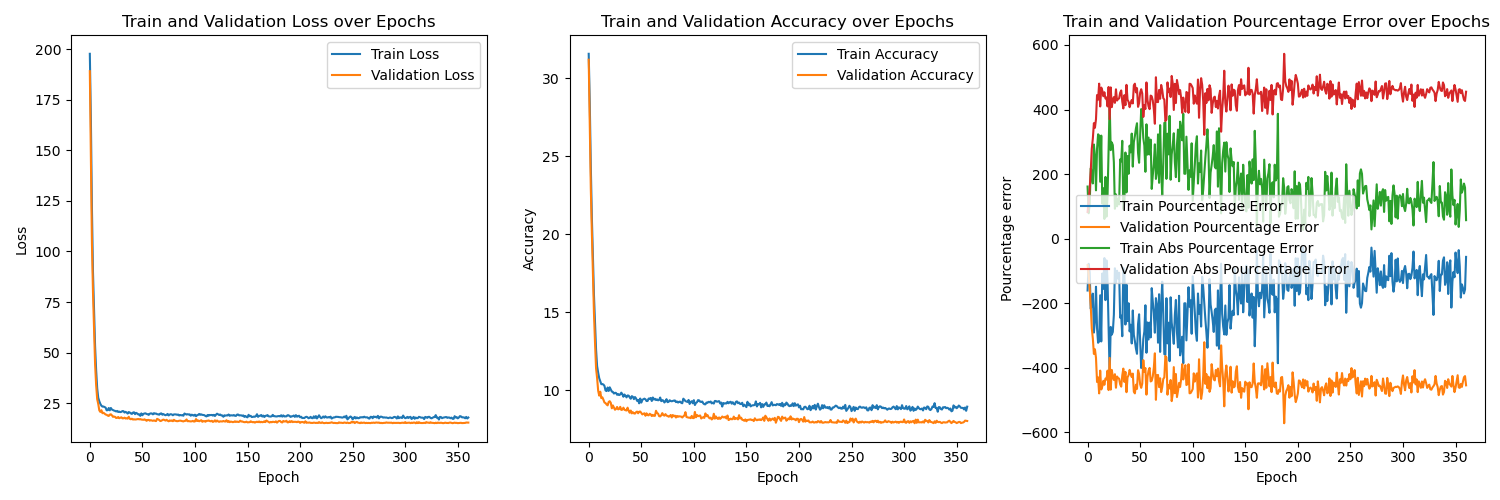 Train and Validation Loss over Epochs
Loss
200
175
150
125
100
75
50
25
0 50 100 150 200 250 300 350
Epoch
Train Loss
Validation Loss
Train and Validation Accuracy over Epochs
Accuracy
30
25
20
15
10
0 50 100 150 200 250 300 350
Epoch
Train Accuracy
Validation Accuracy
Train and Validation Pourcentage Error over Epochs
Pourcentage error
600
400
200
0
−200
−400
−600
0 50 100 150 200 250 300 350
Epoch
Train Pourcentage Error
Validation Pourcentage Error
Train Abs Pourcentage Error
Validation Abs Pourcentage Error